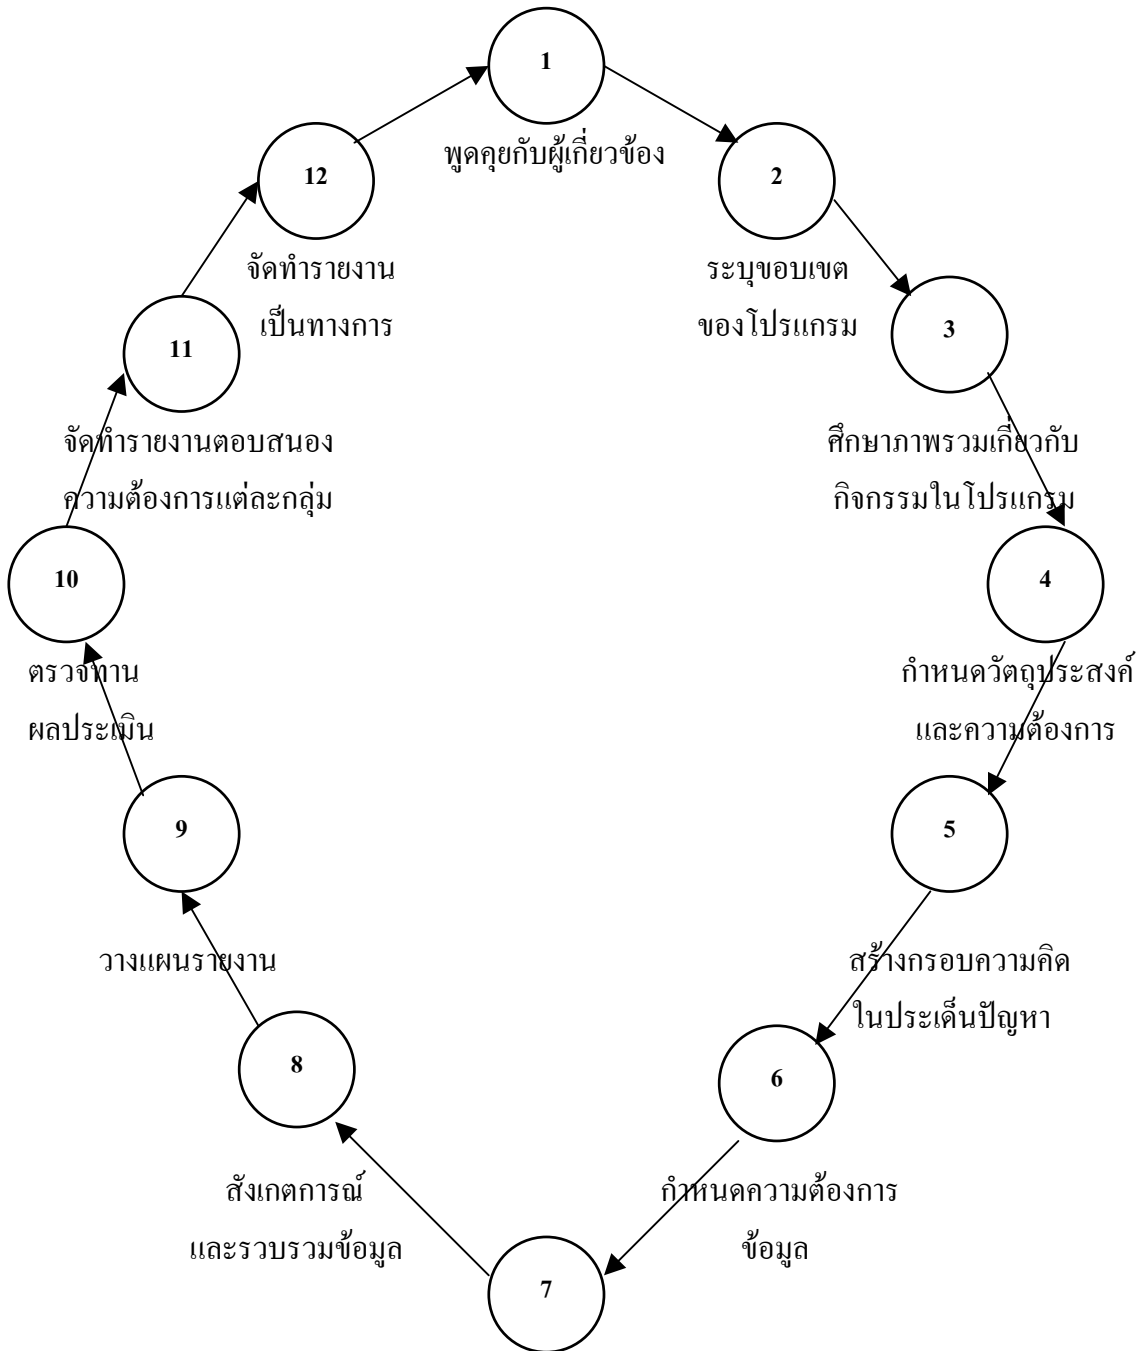 1
พูดคุยกับผู้เกี่ยวข้อง
2
ระบุขอบเขต
ของโปรแกรม
3
ศึกษาภาพรวมเกี่ยวกับ
กิจกรรมในโปรแกรม
4
กำหนดวัตถุประสงค์
และความต้องการ
5
สร้างกรอบความคิด
ในประเด็นปัญหา
6
กำหนดความต้องการ
ข้อมูล
7
8
สังเกตการณ์
และรวบรวมข้อมูล
9
วางแผนรายงาน
10
ตรวจทาน
ผลประเมิน
11
จัดทำรายงานตอบสนอง
ความต้องการแต่ละกลุ่ม
12
จัดทำรายงาน
เป็นทางการ